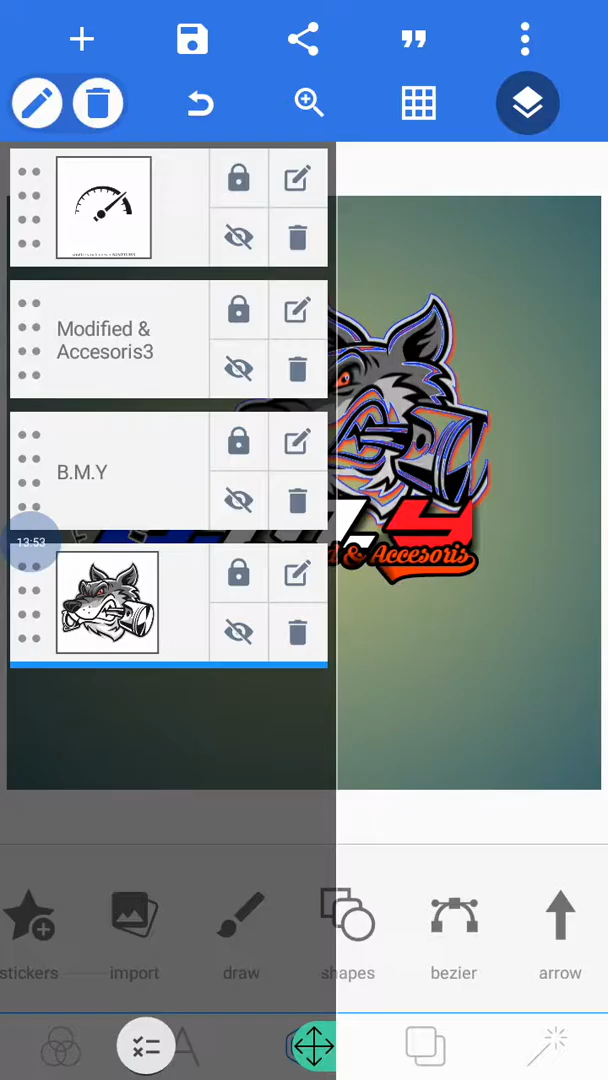 Modified &
Accesoris3
B.M.Y
13:53
Y
& Accesoris
stickers
import
draw
shapes
bezier
arrow